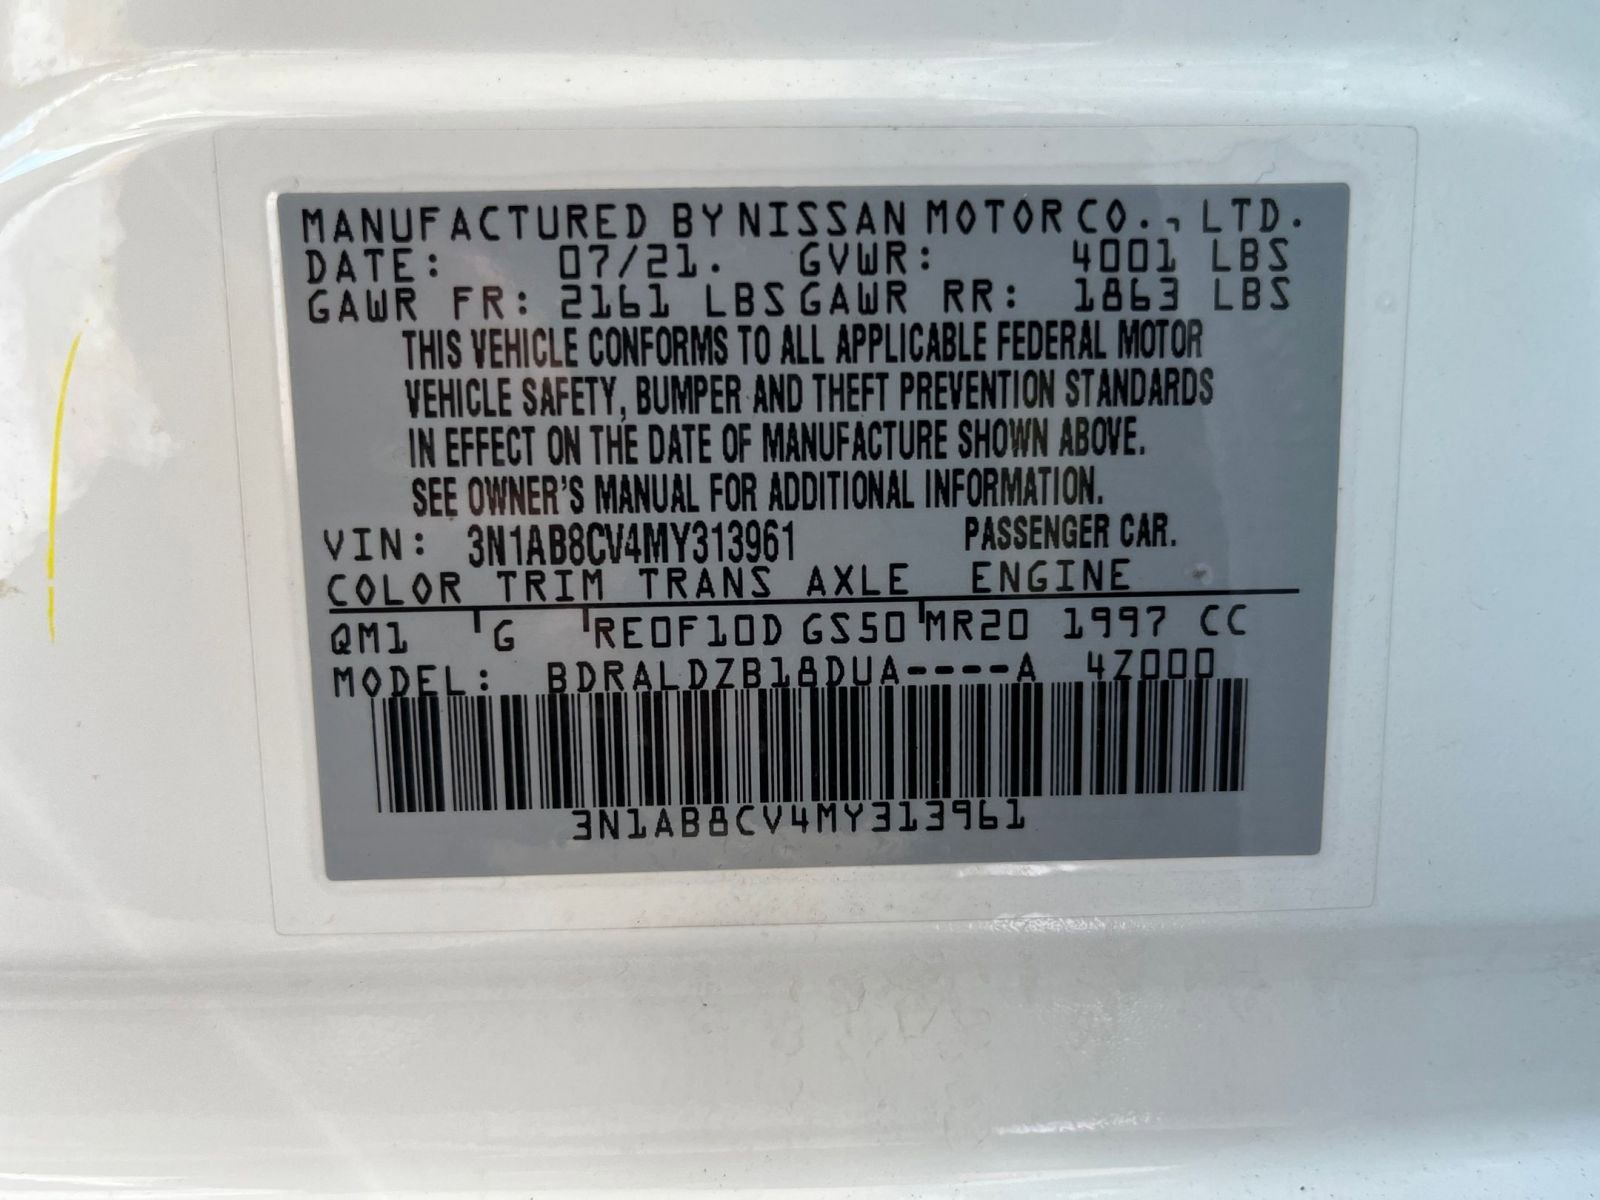 MANUFACTURED BY NISSAN MOTOR CO., LTD.
DATE: 07/21. GVWR: 4001 LBS
GAWR FR: 2161 LBS GAWR RR: 1863 LBS
THIS VEHICLE CONFORMS TO ALL APPLICABLE FEDERAL MOTOR
VEHICLE SAFETY, BUMPER AND THEFT PREVENTION STANDARDS
IN EFFECT ON THE DATE OF MANUFACTURE SHOWN ABOVE.
SEE OWNER'S MANUAL FOR ADDITIONAL INFORMATION.
VIN: 3N1AB8CV4MY313961 PASSENGER CAR.
COLOR TRIM TRANS AXLE ENGINE
QM1 G RE0F10D GS50 MR20 1997 CC
MODEL: BDRALDZB18DUA----A 4Z000
3N1AB8CV4MY313961